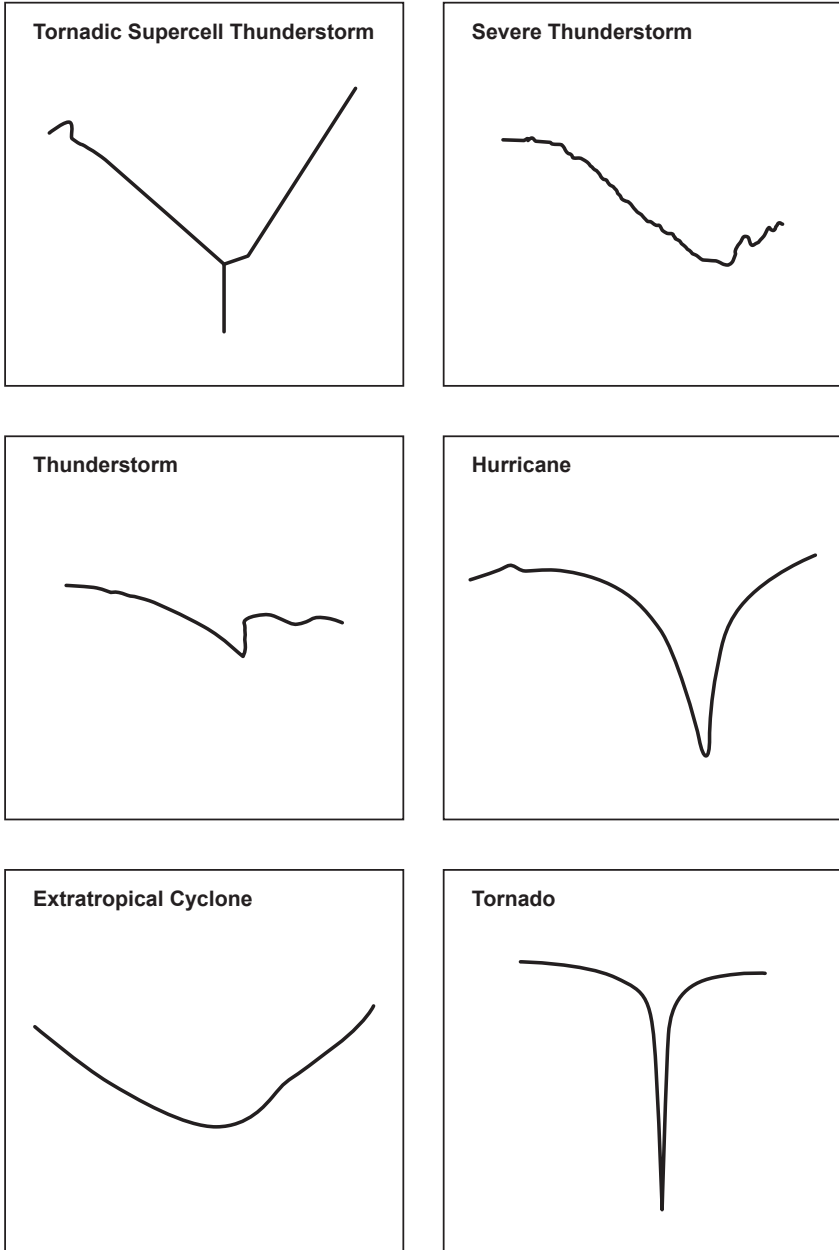 Tornadic Supercell Thunderstorm
Severe Thunderstorm
Thunderstorm
Hurricane
Extratropical Cyclone
Tornado